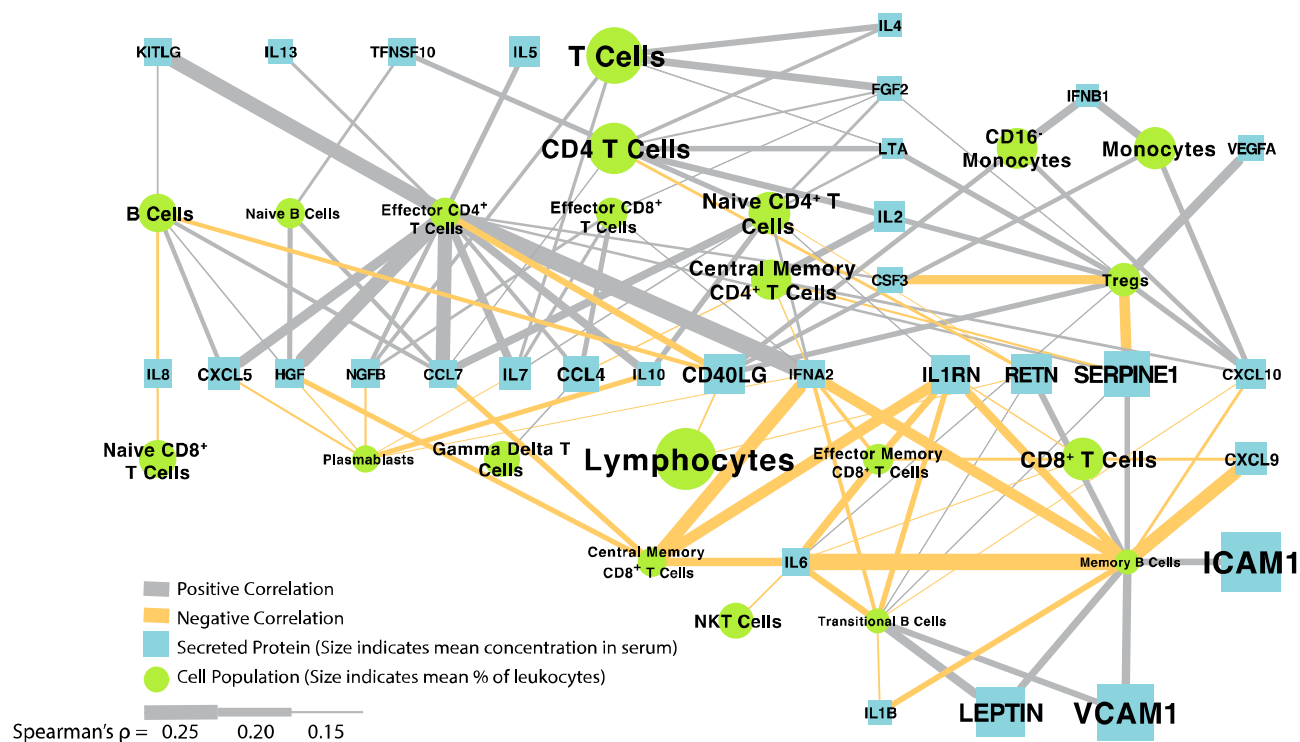 IL4
KITLG
IL13
TFNSF10
IL5
T Cells
FGF2
IFNB1
CD4 T Cells
LTA
CD16⁻
Monocytes
Monocytes
VEGFA
B Cells
Naive B Cells
Effector CD4⁺
T Cells
Effector CD8⁺
T Cells
Naive CD4⁺ T
Cells
IL2
Central Memory
CD4⁺ T Cells
CSF3
Tregs
IL8
CXCL5
HGF
NGFB
CCL7
IL7
CCL4
IL10
CD40LG
IFNA2
IL1RN
RETN
SERPINE1
CXCL10
Naive CD8⁺
T Cells
Plasmablasts
Gamma Delta T
Cells
Lymphocytes
Effector Memory
CD8⁺ T Cells
CD8⁺ T Cells
CXCL9
Central Memory
CD8⁺ T Cells
IL6
Memory B Cells
ICAM1
NKT Cells
Transitional B Cells
IL1B
LEPTIN
VCAM1
Positive Correlation
Negative Correlation
Secreted Protein (Size indicates mean concentration in serum)
Cell Population (Size indicates mean % of leukocytes)
Spearman's ρ = 0.25 0.20 0.15